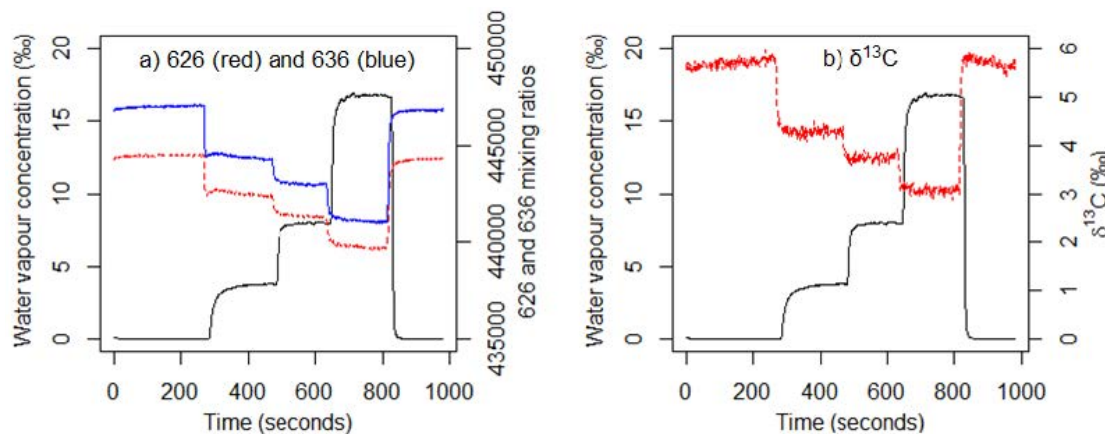 a) 626 (red) and 636 (blue)
Water vapour concentration (‰)
0 5 10 15 20
435000 440000 445000 450000
626 and 636 mixing ratios
0 200 400 600 800 1000
Time (seconds)
b) δ¹³C
Water vapour concentration (‰)
0 5 10 15 20
0 1 2 3 4 5 6
δ¹³C (‰)
0 200 400 600 800 1000
Time (seconds)